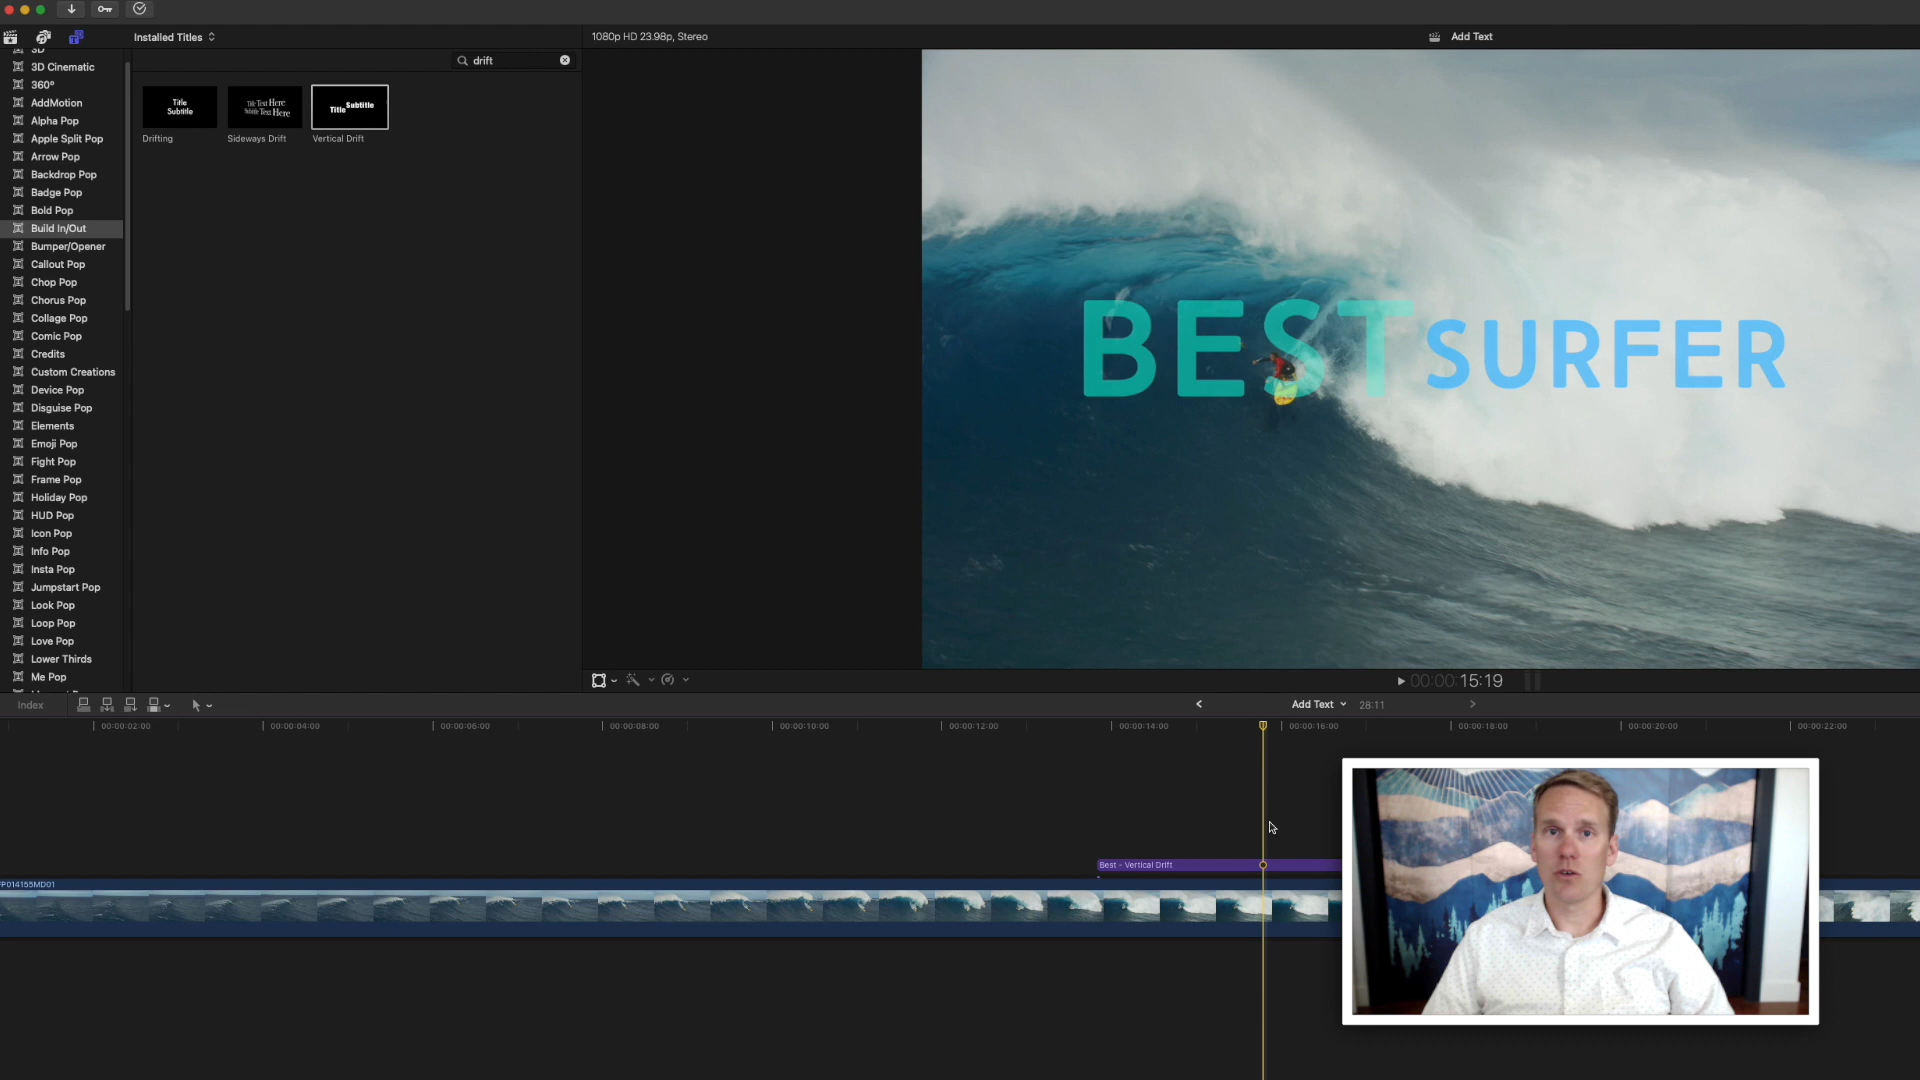 Installed Titles
1080p HD 23.98p, Stereo
Add Text
drift
3D
3D Cinematic
360°
AddMotion
Alpha Pop
Apple Split Pop
Arrow Pop
Backdrop Pop
Badge Pop
Bold Pop
Build In/Out
Bumper/Opener
Callout Pop
Chop Pop
Chorus Pop
Collage Pop
Comic Pop
Credits
Custom Creations
Device Pop
Disguise Pop
Elements
Emoji Pop
Fight Pop
Frame Pop
Holiday Pop
HUD Pop
Icon Pop
Info Pop
Insta Pop
Jumpstart Pop
Look Pop
Loop Pop
Love Pop
Lower Thirds
Me Pop
Title
Subtitle
Drifting
Title Text Here
Subtitle Text Here
Sideways Drift
Title Subtitle
Vertical Drift
BEST SURFER
00:00:15:19
Index
Add Text
28:11
00:00:02:00
00:00:04:00
00:00:06:00
00:00:08:00
00:00:10:00
00:00:12:00
00:00:14:00
00:00:16:00
00:00:18:00
00:00:20:00
00:00:22:00
Best - Vertical Drift
P014155MD01